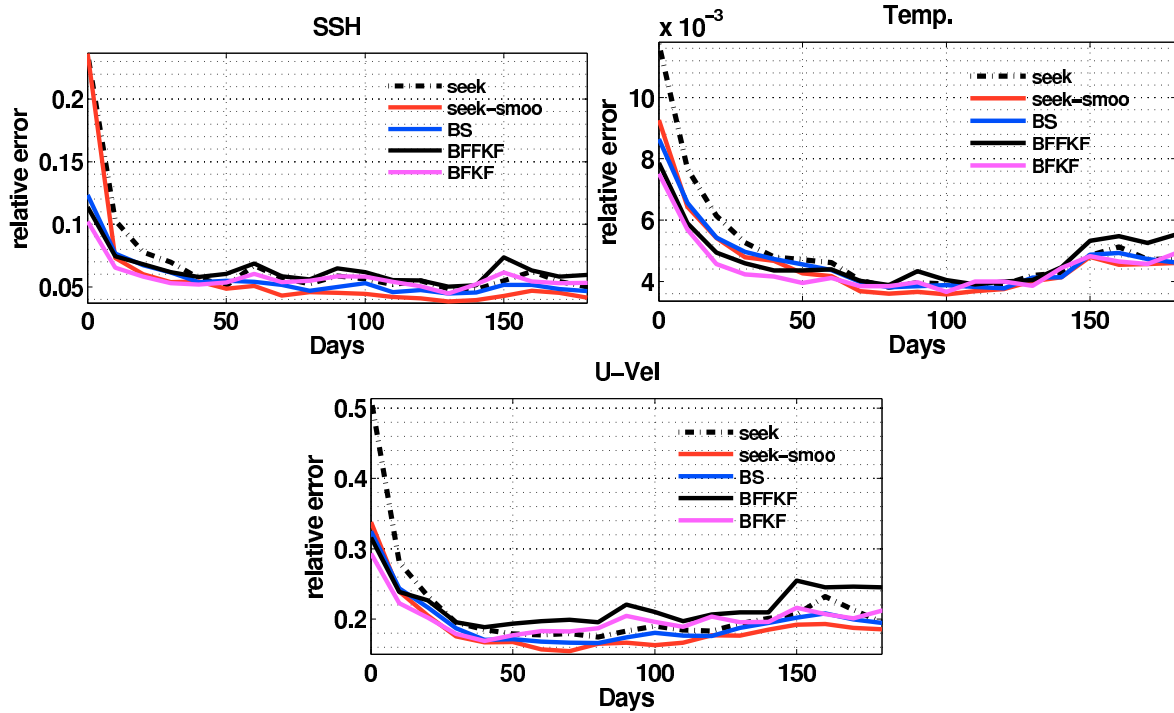 SSH
relative error
0.2
0.15
0.1
0.05
seek
seek-smoo
BS
BFFKF
BFKF
0 50 100 150
Days
Temp.
x 10⁻³
relative error
10
8
6
4
seek
seek-smoo
BS
BFFKF
BFKF
0 50 100 150
Days
U-Vel
relative error
0.5
0.4
0.3
0.2
seek
seek-smoo
BS
BFFKF
BFKF
0 50 100 150
Days